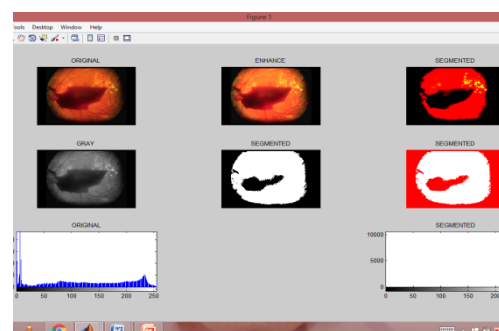 Figure 1
ools Desktop Window Help
ORIGINAL
ENHANCE
SEGMENTED
GRAY
SEGMENTED
SEGMENTED
ORIGINAL
SEGMENTED
0 50 100 150 200 250
10000
5000
0
0 50 100 150 200